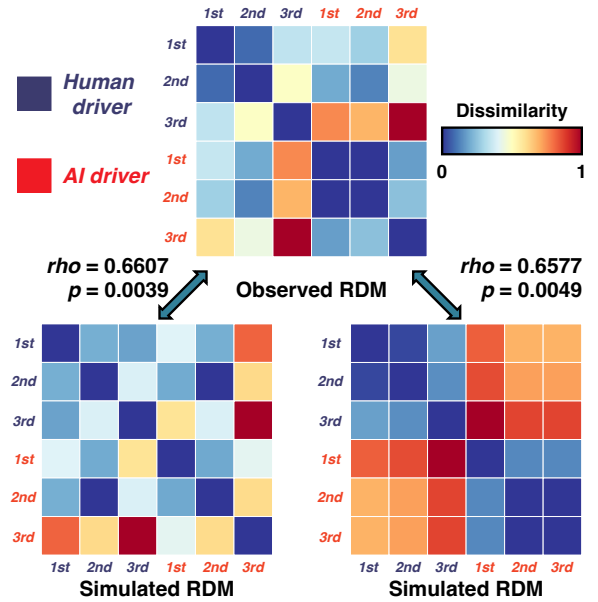 1st 2nd 3rd 1st 2nd 3rd
1st
2nd
3rd
1st
2nd
3rd
Human
driver
AI driver
Dissimilarity
0 1
rho = 0.6607
p = 0.0039
Observed RDM
rho = 0.6577
p = 0.0049
1st
2nd
3rd
1st
2nd
3rd
1st 2nd 3rd 1st 2nd 3rd
Simulated RDM
1st
2nd
3rd
1st
2nd
3rd
1st 2nd 3rd 1st 2nd 3rd
Simulated RDM